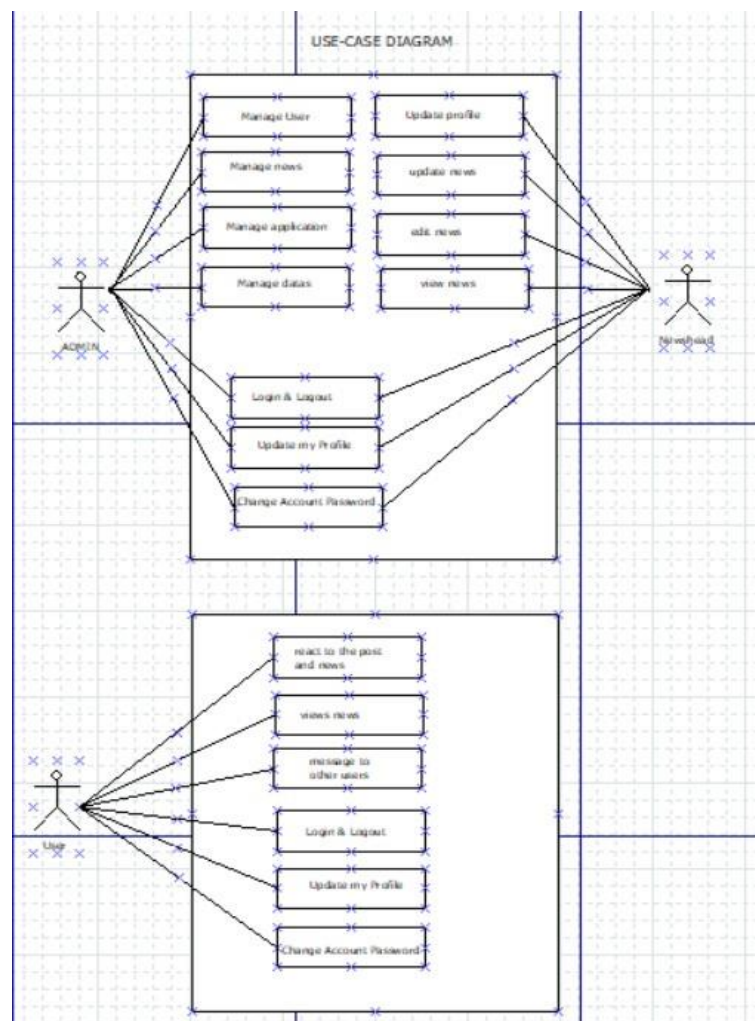 USE-CASE DIAGRAM
Manage User
Update profile
Manage news
update news
Manage application
edit news
Manage datas
view news
ADMIN
Newshead
Login & Logout
Update my Profile
Change Account Password
react to the post
and news
views news
message to
other users
User
Login & Logout
Update my Profile
Change Account Password